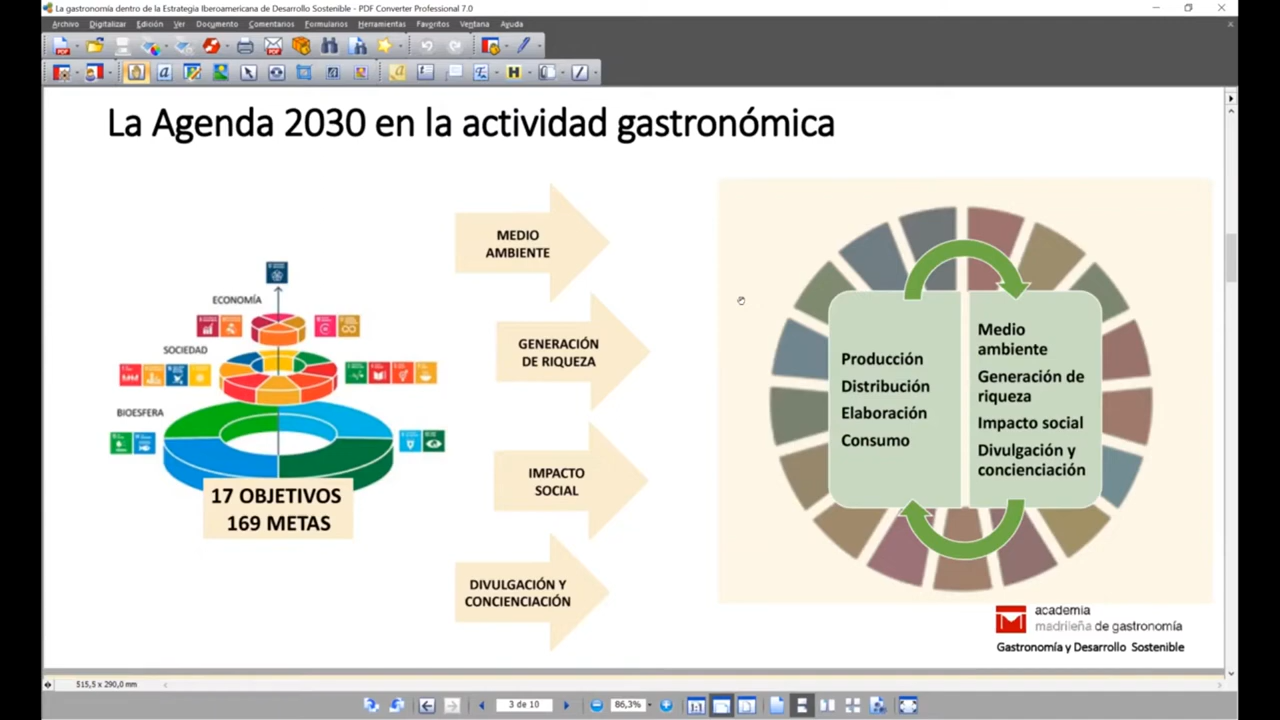 La gastronomía dentro de la Estrategia Iberoamericana de Desarrollo Sostenible - PDF Converter Professional 7.0
Archivo Digitalizar Edición Ver Documento Comentarios Formularios Herramientas Favoritos Ventana Ayuda
La Agenda 2030 en la actividad gastronómica
ECONOMÍA
SOCIEDAD
BIOESFERA
17 OBJETIVOS
169 METAS
MEDIO
AMBIENTE
GENERACIÓN
DE RIQUEZA
IMPACTO
SOCIAL
DIVULGACIÓN Y
CONCIENCIACIÓN
Producción
Distribución
Elaboración
Consumo
Medio
ambiente
Generación de
riqueza
Impacto social
Divulgación y
concienciación
academia
madrileña de gastronomía
Gastronomía y Desarrollo Sostenible
515,5 x 290,0 mm
3 de 10
86,3%
1:1